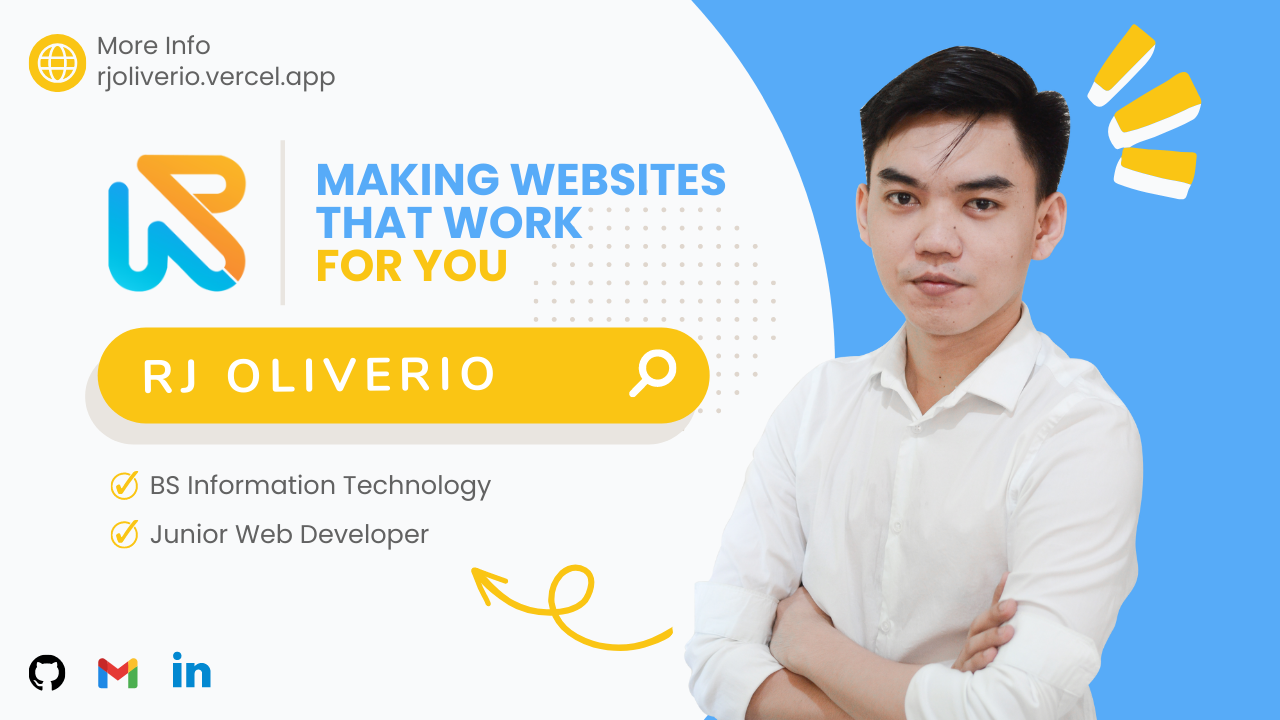 More Info
rjoliverio.vercel.app
MAKING WEBSITES
THAT WORK
FOR YOU
RJ OLIVERIO
BS Information Technology
Junior Web Developer
in